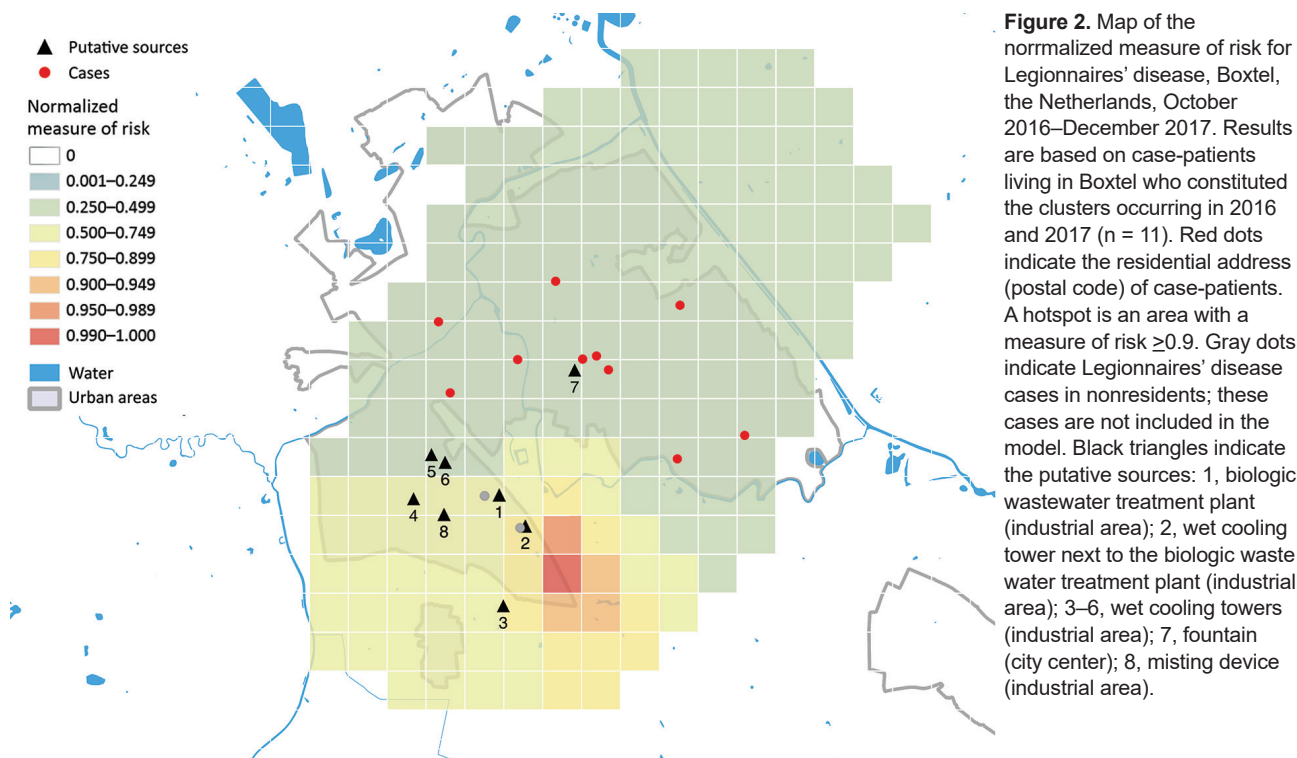 Putative sources
Cases
Normalized
measure of risk
0
0.001–0.249
0.250–0.499
0.500–0.749
0.750–0.899
0.900–0.949
0.950–0.989
0.990–1.000
Water
Urban areas
7
5
6
4
8
1
2
3
Figure 2. Map of the
normalized measure of risk for
Legionnaires’ disease, Boxtel,
the Netherlands, October
2016–December 2017. Results
are based on case-patients
living in Boxtel who constituted
the clusters occurring in 2016
and 2017 (n = 11). Red dots
indicate the residential address
(postal code) of case-patients.
A hotspot is an area with a
measure of risk ≥0.9. Gray dots
indicate Legionnaires’ disease
cases in nonresidents; these
cases are not included in the
model. Black triangles indicate
the putative sources: 1, biologic
wastewater treatment plant
(industrial area); 2, wet cooling
tower next to the biologic waste
water treatment plant (industrial
area); 3–6, wet cooling towers
(industrial area); 7, fountain
(city center); 8, misting device
(industrial area).